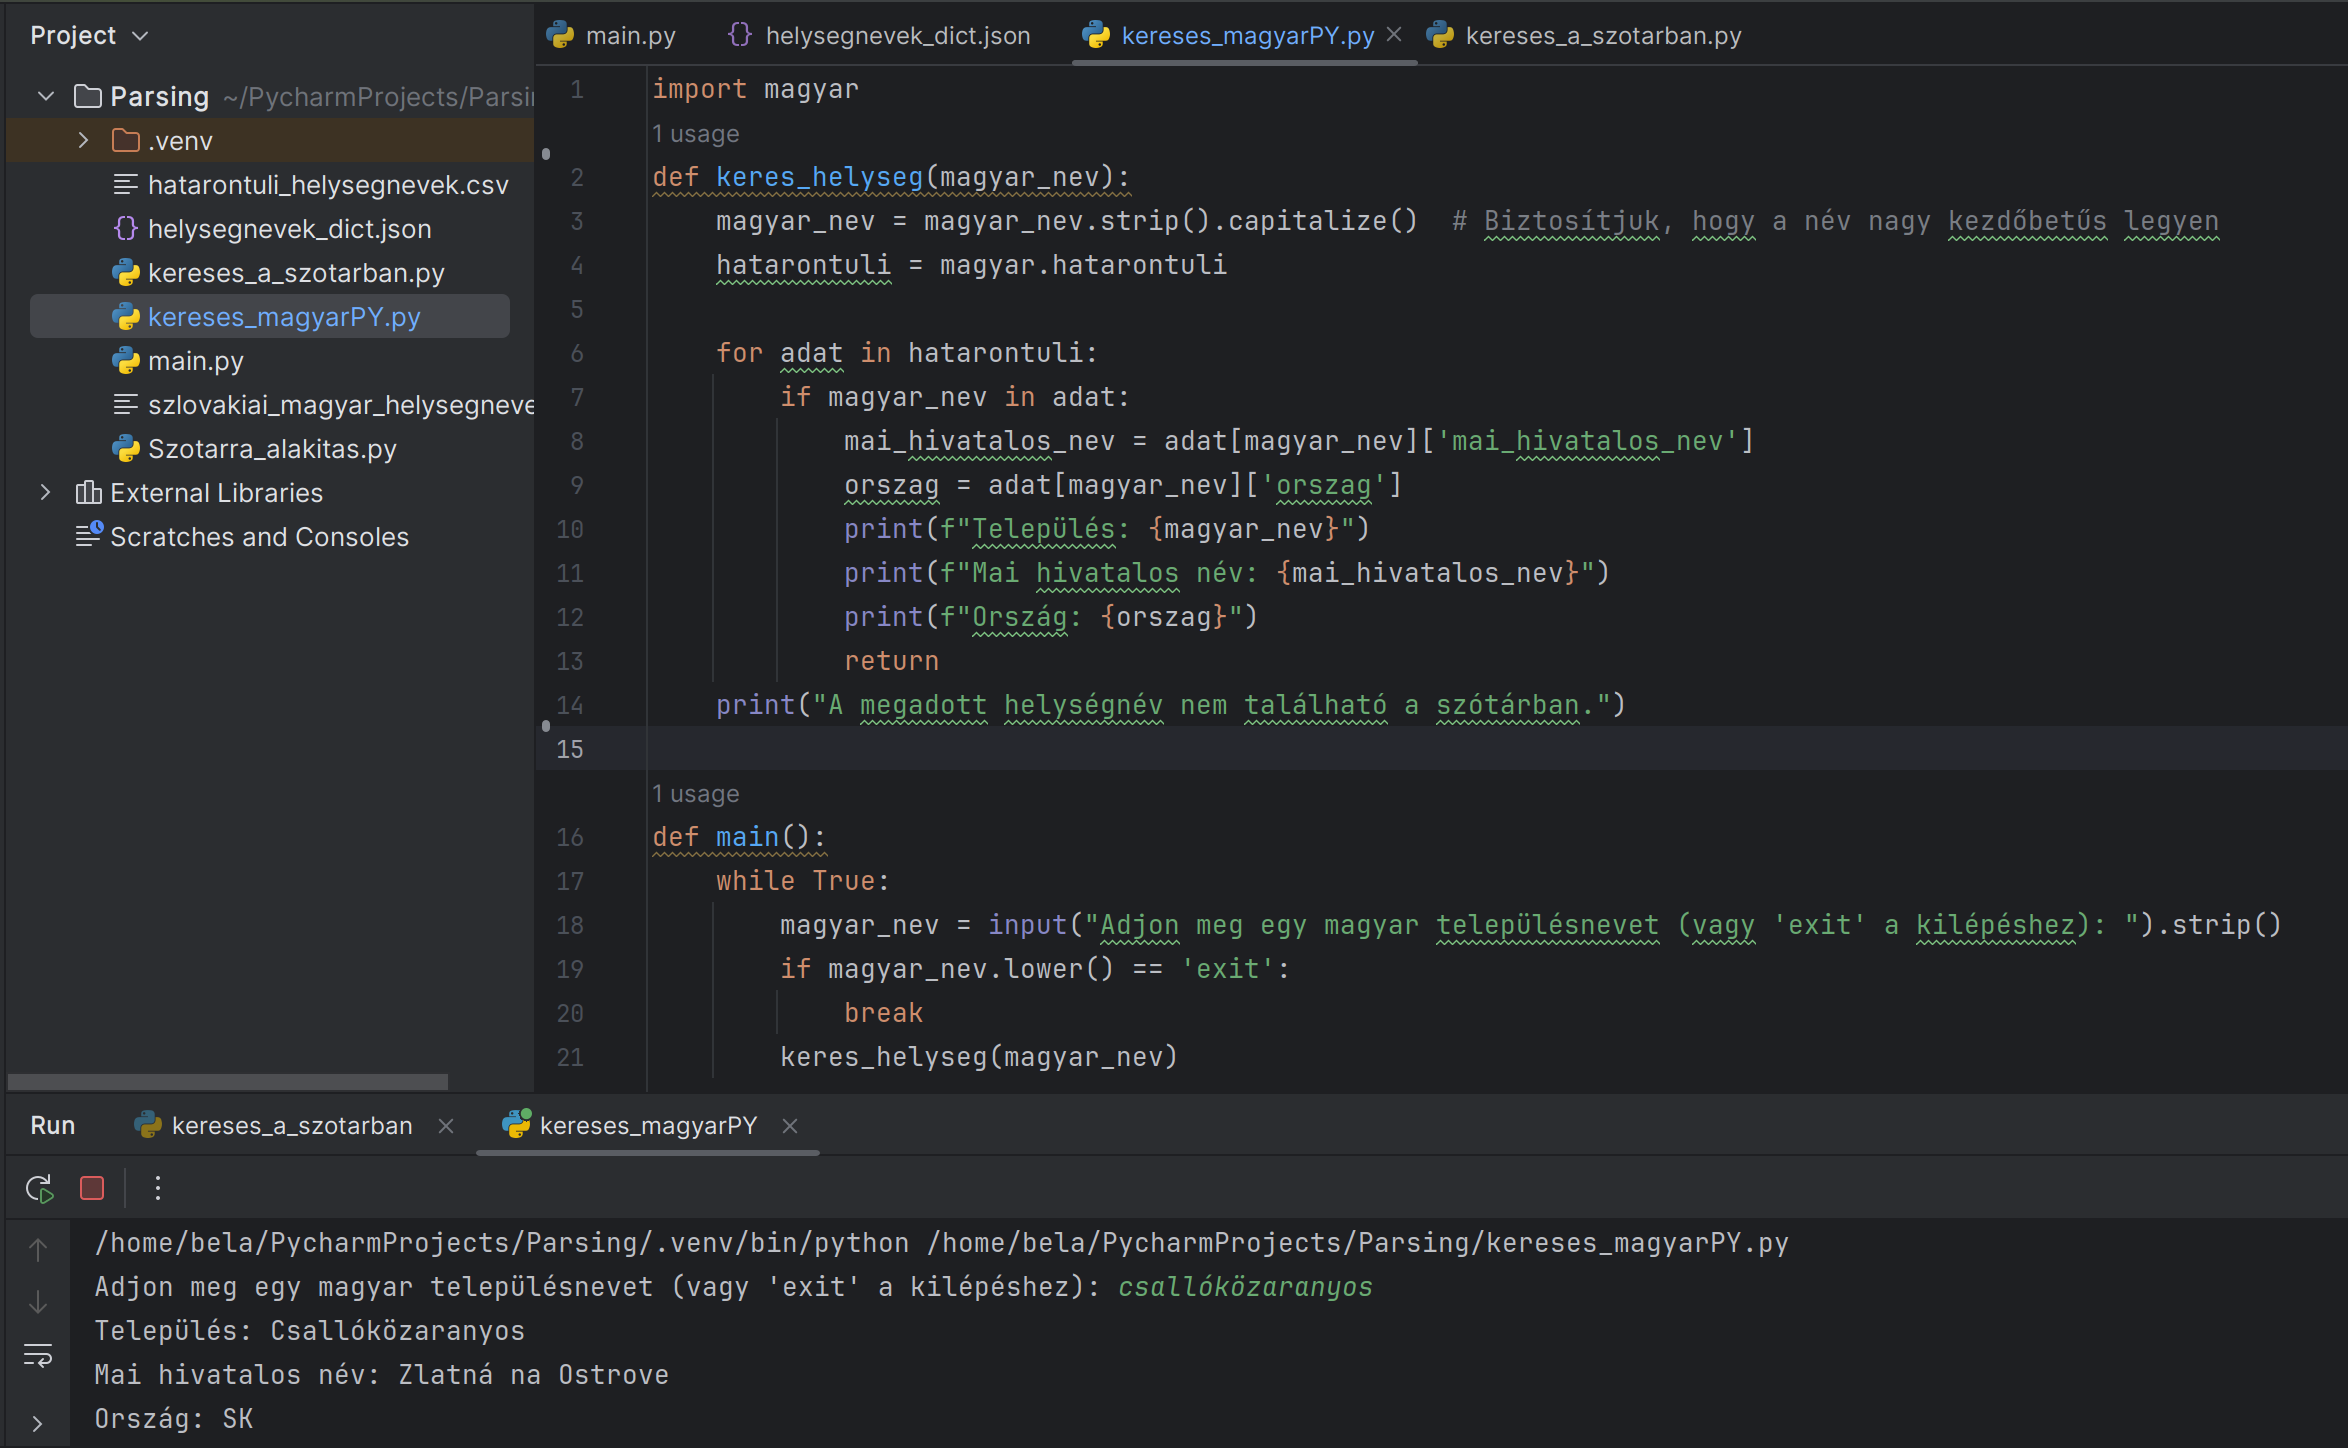 Project
Parsing ~/PycharmProjects/Parsi
.venv
hatarontuli_helysegnevek.csv
helysegnevek_dict.json
kereses_a_szotarban.py
kereses_magyarPY.py
main.py
szlovakiai_magyar_helysegneve
Szotarra_alakitas.py
External Libraries
Scratches and Consoles
main.py helysegnevek_dict.json kereses_magyarPY.py kereses_a_szotarban.py
1 import magyar
1 usage
2 def keres_helyseg(magyar_nev):
3 magyar_nev = magyar_nev.strip().capitalize() # Biztosítjuk, hogy a név nagy kezdőbetűs legyen
4 hatarontuli = magyar.hatarontuli
5
6 for adat in hatarontuli:
7 if magyar_nev in adat:
8 mai_hivatalos_nev = adat[magyar_nev]['mai_hivatalos_nev']
9 orszag = adat[magyar_nev]['orszag']
10 print(f"Település: {magyar_nev}")
11 print(f"Mai hivatalos név: {mai_hivatalos_nev}")
12 print(f"Ország: {orszag}")
13 return
14 print("A megadott helységnév nem található a szótárban.")
15
1 usage
16 def main():
17 while True:
18 magyar_nev = input("Adjon meg egy magyar településnevet (vagy 'exit' a kilépéshez): ").strip()
19 if magyar_nev.lower() == 'exit':
20 break
21 keres_helyseg(magyar_nev)
Run kereses_a_szotarban kereses_magyarPY
/home/bela/PycharmProjects/Parsing/.venv/bin/python /home/bela/PycharmProjects/Parsing/kereses_magyarPY.py
Adjon meg egy magyar településnevet (vagy 'exit' a kilépéshez): csallóközaranyos
Település: Csallóközaranyos
Mai hivatalos név: Zlatná na Ostrove
Ország: SK